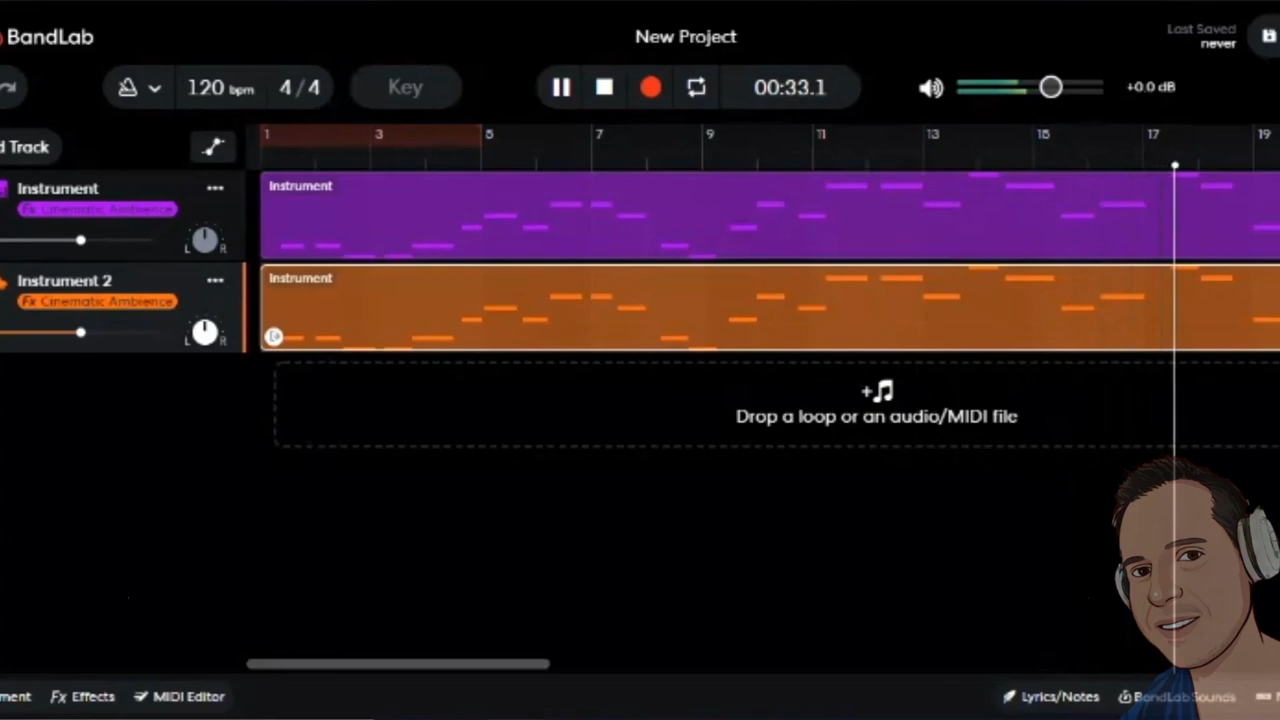 BandLab
New Project
Last Saved
never
120 bpm
4/4
Key
00:33.1
+0.0 dB
d Track
1 3 5 7 9 11 13 15 17 19
Instrument
Fx Cinematic Ambience
L R
Instrument
Instrument 2
Fx Cinematic Ambience
L R
Instrument
Drop a loop or an audio/MIDI file
ment
Fx Effects
MIDI Editor
Lyrics/Notes
BandLab Sounds